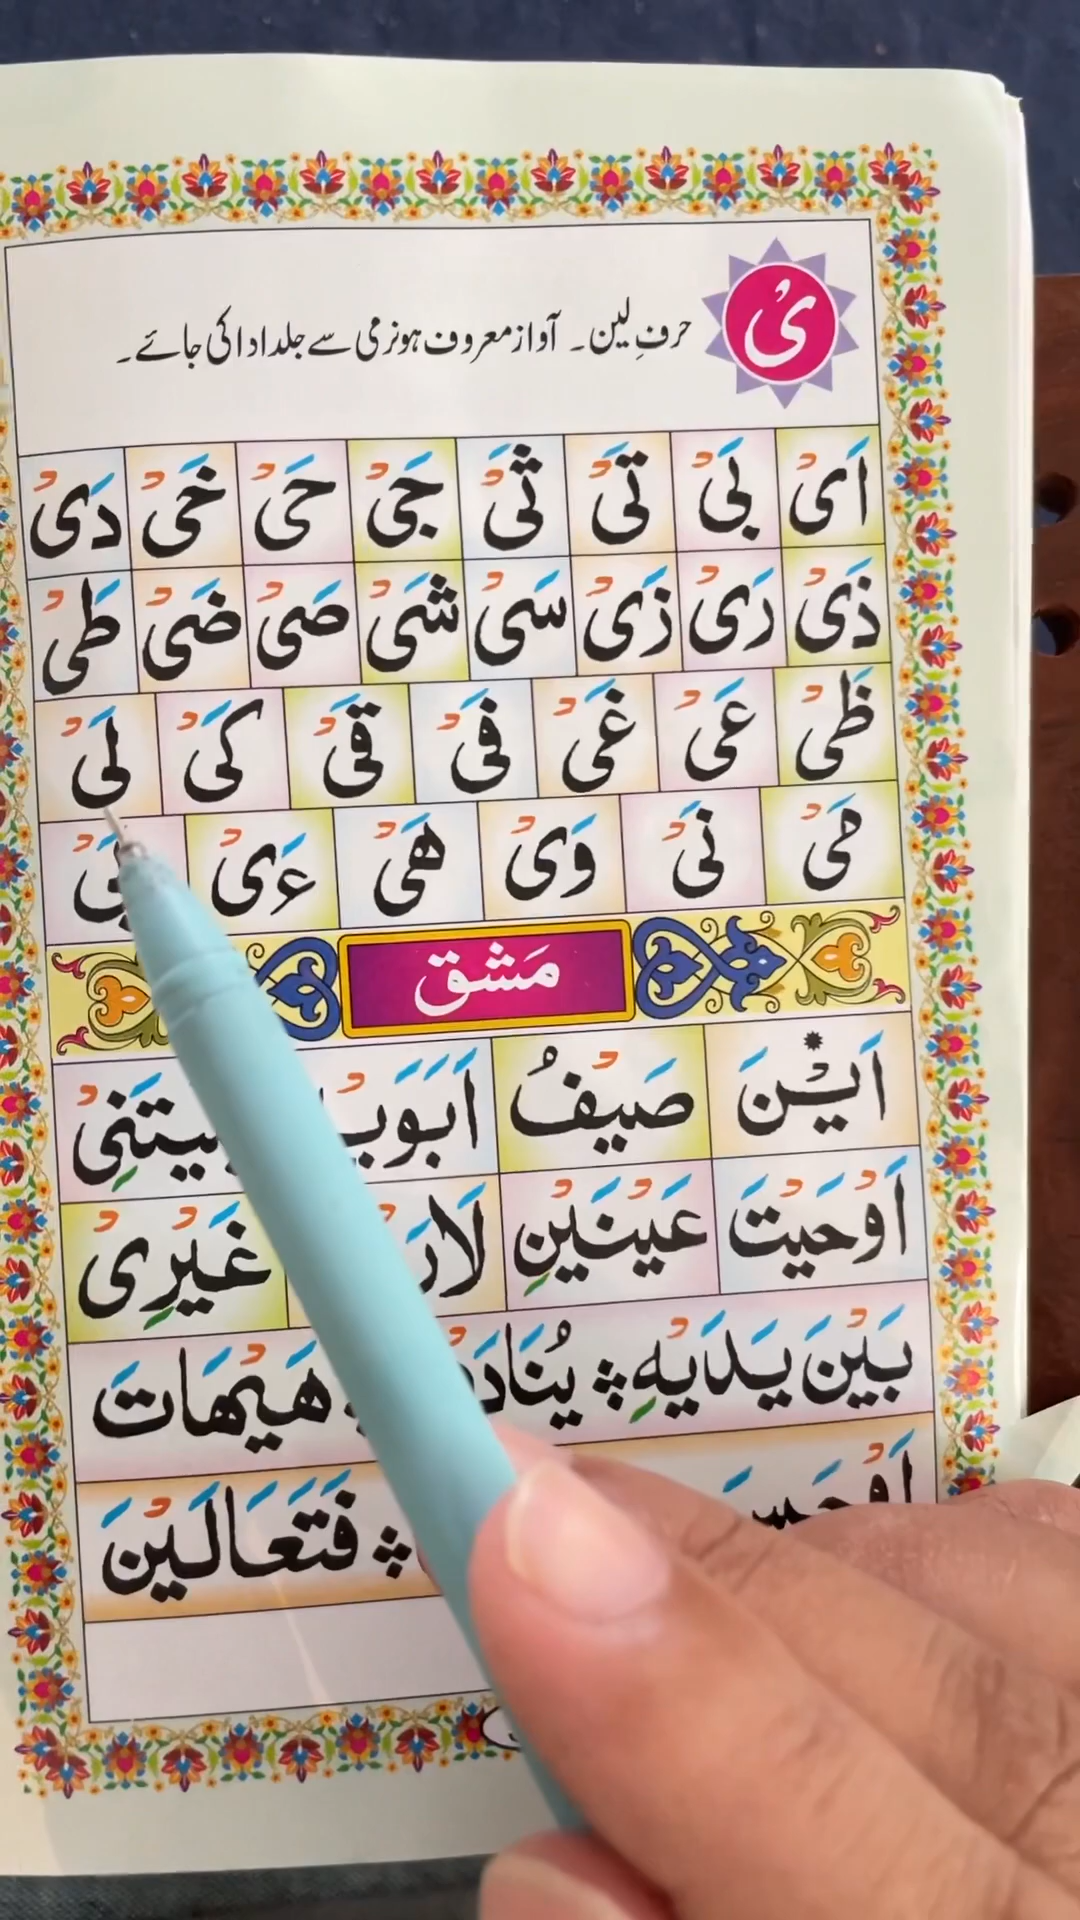 یْ
حرفِ لین۔ آواز معروف ہو نرمی سے جلد ادا کی جائے۔
اَیْ بَیْ تَیْ ثَیْ جَیْ حَیْ خَیْ دَیْ
ذَیْ رَیْ زَیْ سَیْ شَیْ صَیْ ضَیْ طَیْ
ظَیْ عَیْ غَیْ فَیْ قَیْ کَیْ لَیْ
مَیْ نَیْ وَیْ هَیْ ءَیْ
مَشق
اَیْنَ صَیْفُ اَبَوَیْ
اَوْحَیْتَ عَیْنَیْنِ غَیْرِیْ
بَیْنَ یَدَیْهِ هَیْهَاتَ
فَتَعَالَیْنَ